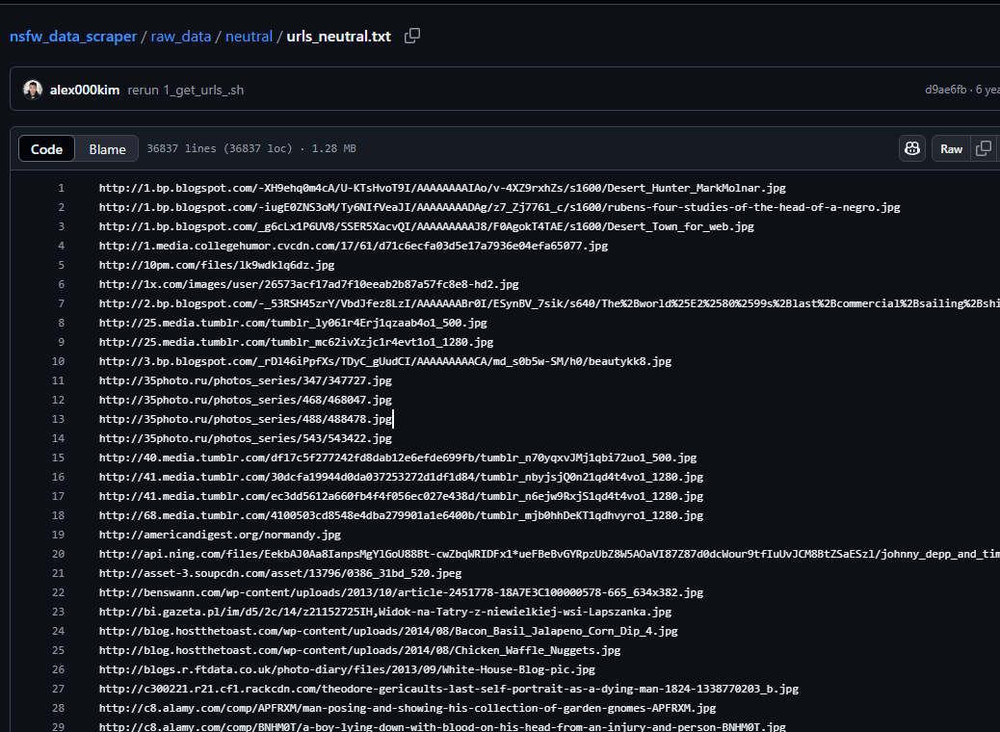 nsfw_data_scraper / raw_data / neutral / urls_neutral.txt
alex000kim rerun 1_get_urls_.sh d9ae6fb · 6 yea
Code Blame 36837 lines (36837 loc) · 1.28 MB Raw
1 http://1.bp.blogspot.com/-XH9ehq0m4cA/U-KTsHvoT9I/AAAAAAAAIAo/v-4XZ9rxhZs/s1600/Desert_Hunter_MarkMolnar.jpg
2 http://1.bp.blogspot.com/-iugE0ZNS3oM/Ty6NIfVeaJI/AAAAAAAADAg/z7_Zj7761_c/s1600/rubens-four-studies-of-the-head-of-a-negro.jpg
3 http://1.bp.blogspot.com/_g6cLx1P6UV8/SSER5XacvQI/AAAAAAAAAJ8/F0AgokT4TAE/s1600/Desert_Town_for_web.jpg
4 http://1.media.collegehumor.cvcdn.com/17/61/d71c6ecfa03d5e17a7936e04efa65077.jpg
5 http://10pm.com/files/lk9wdklq6dz.jpg
6 http://1x.com/images/user/26573acf17ad7f10eeab2b87a57fc8e8-hd2.jpg
7 http://2.bp.blogspot.com/-_53RSH45zrY/VbdJfez8LzI/AAAAAAABr0I/ESynBV_7sik/s640/The%2Bworld%25E2%2580%2599s%2Blast%2Bcommercial%2Bsailing%2Bshi
8 http://25.media.tumblr.com/tumblr_ly061r4Erj1qzaab4o1_500.jpg
9 http://25.media.tumblr.com/tumblr_mc62ivXzjc1r4evt1o1_1280.jpg
10 http://3.bp.blogspot.com/_rDl46iPpfXs/TDyC_gUudCI/AAAAAAAAACA/md_s0b5w-SM/h0/beautykk8.jpg
11 http://35photo.ru/photos_series/347/347727.jpg
12 http://35photo.ru/photos_series/468/468047.jpg
13 http://35photo.ru/photos_series/488/488478.jpg
14 http://35photo.ru/photos_series/543/543422.jpg
15 http://40.media.tumblr.com/df17c5f277242fd8dab12e6efde699fb/tumblr_n70yqxvJMj1qbi72uo1_500.jpg
16 http://41.media.tumblr.com/30dcfa19944d0da037253272d1df1d84/tumblr_nbyjsjQ0n21qd4t4vo1_1280.jpg
17 http://41.media.tumblr.com/ec3dd5612a660fb4f4f056ec027e438d/tumblr_n6ejw9RxjS1qd4t4vo1_1280.jpg
18 http://68.media.tumblr.com/4100503cd8548e4dba279901a1e6400b/tumblr_mjb0hhDeKT1qdhvyro1_1280.jpg
19 http://americandigest.org/normandy.jpg
20 http://api.ning.com/files/EekbAJ0Aa8IanpsMgYlGoU88Bt-cwZbqWRIDFx1*ueFBeBvGYRpzUbZ8W5AOaVI87Z87d0dcWour9tfIuUvJCM8BtZSaESzl/johnny_depp_and_tim
21 http://asset-3.soupcdn.com/asset/13796/0386_31bd_520.jpeg
22 http://benswann.com/wp-content/uploads/2013/10/article-2451778-18A7E3C100000578-665_634x382.jpg
23 http://bi.gazeta.pl/im/d5/2c/14/z21152725IH,Widok-na-Tatry-z-niewielkiej-wsi-Lapszanka.jpg
24 http://blog.hostthetoast.com/wp-content/uploads/2014/08/Bacon_Basil_Jalapeno_Corn_Dip_4.jpg
25 http://blog.hostthetoast.com/wp-content/uploads/2014/08/Chicken_Waffle_Nuggets.jpg
26 http://blogs.r.ftdata.co.uk/photo-diary/files/2013/09/White-House-Blog-pic.jpg
27 http://c300221.r21.cf1.rackcdn.com/theodore-gericaults-last-self-portrait-as-a-dying-man-1824-1338770203_b.jpg
28 http://c8.alamy.com/comp/APFRXM/man-posing-and-showing-his-collection-of-garden-gnomes-APFRXM.jpg
29 http://c8.alamy.com/comp/BNHM0T/a-boy-lying-down-with-blood-on-his-head-from-an-injury-and-person-BNHM0T.jpg